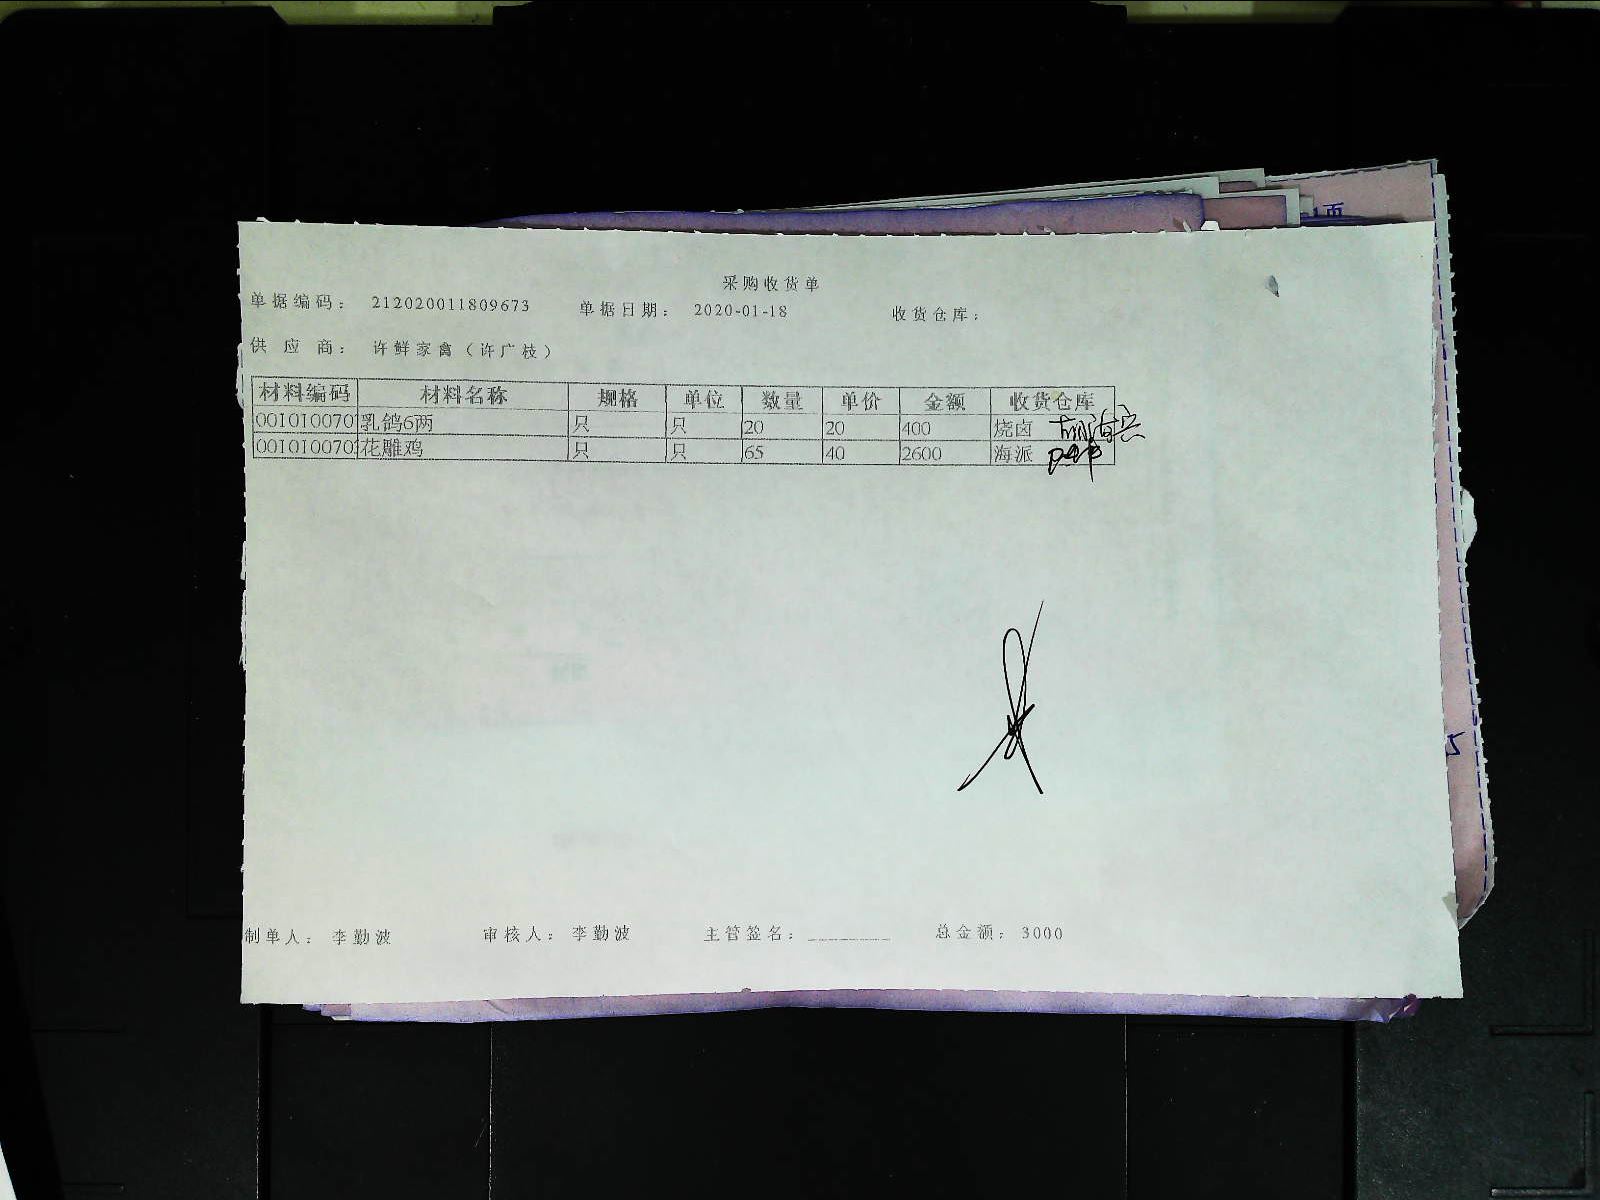 采购收货单
单据编码： 212020011809673 单据日期： 2020-01-18 收货仓库：
供 应 商： 许鲜家禽（许广枝）
材料编码 材料名称 规格 单位 数量 单价 金额 收货仓库
00101007 乳鸽6两 只 只 20 20 400 烧卤
00101007 花雕鸡 只 只 65 40 2600 海派
制单人： 李勤波 审核人： 李勤波 主管签名： 总金额： 3000